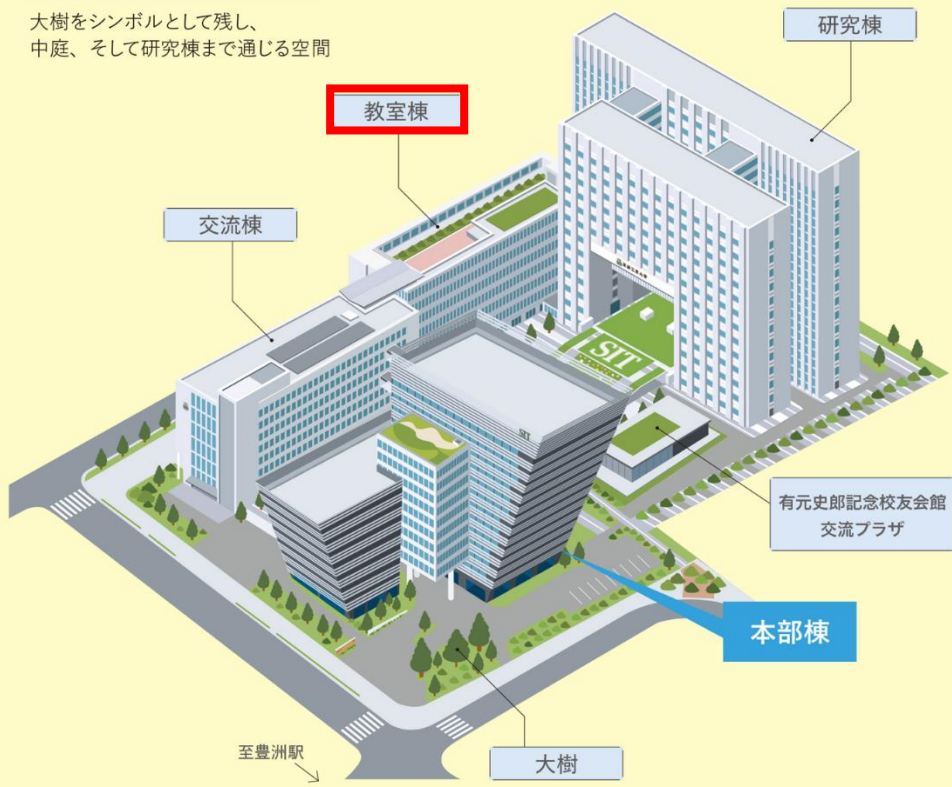 大樹をシンボルとして残し、
中庭、そして研究棟まで通じる空間
研究棟
教室棟
交流棟
SIT
SIT
有元史郎記念校友会館
交流プラザ
本部棟
至豊洲駅
大樹